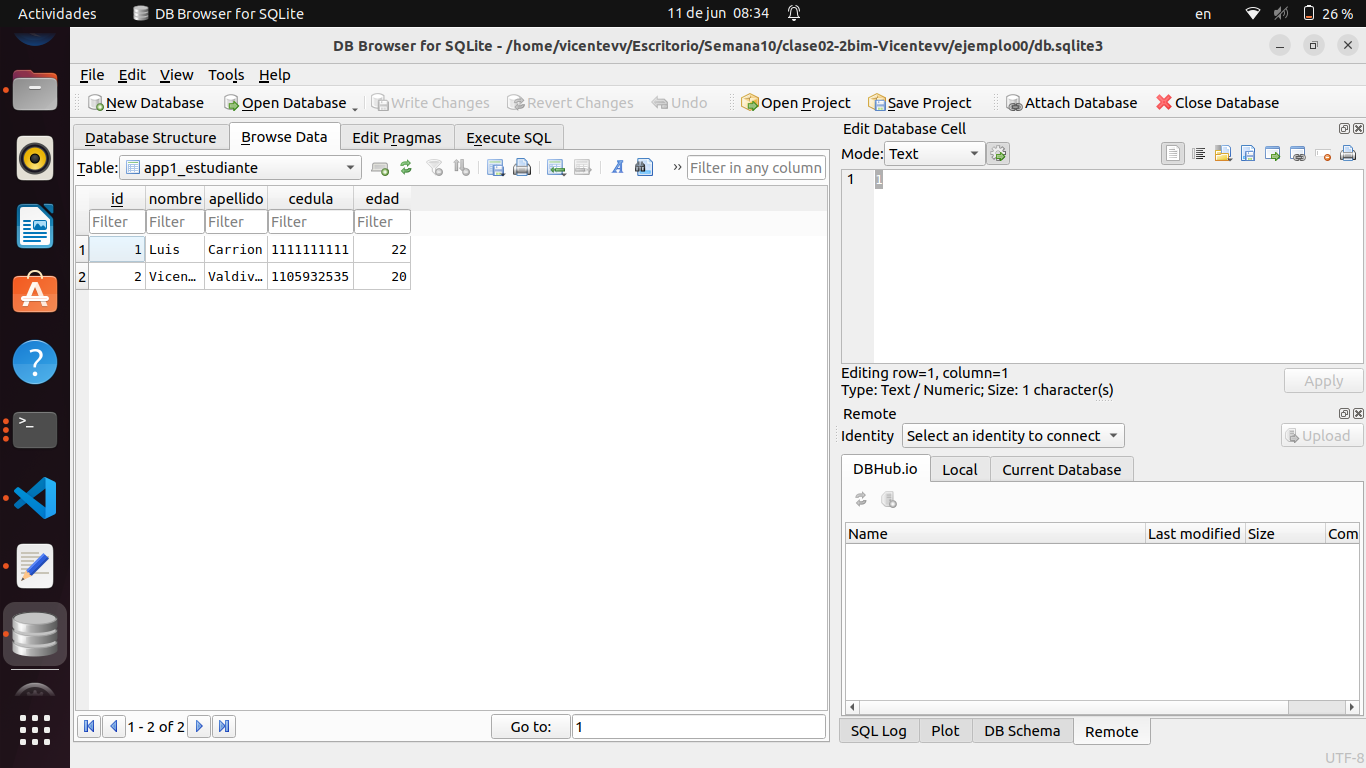 Actividades DB Browser for SQLite 11 de jun 08:34 en 26 %
DB Browser for SQLite - /home/vicentevv/Escritorio/Semana10/clase02-2bim-Vicentevv/ejemplo00/db.sqlite3
File Edit View Tools Help
New Database Open Database Write Changes Revert Changes Undo Open Project Save Project Attach Database Close Database
Database Structure Browse Data Edit Pragmas Execute SQL
Table: app1_estudiante » Filter in any column
id nombre apellido cedula edad
Filter Filter Filter Filter Filter
1 1 Luis Carrion 1111111111 22
2 2 Vicen… Valdiv… 1105932535 20
1 - 2 of 2 Go to: 1
Edit Database Cell
Mode: Text
1 1
Editing row=1, column=1
Type: Text / Numeric; Size: 1 character(s)
Apply
Remote
Identity Select an identity to connect Upload
DBHub.io Local Current Database
Name Last modified Size Com
SQL Log Plot DB Schema Remote
UTF-8